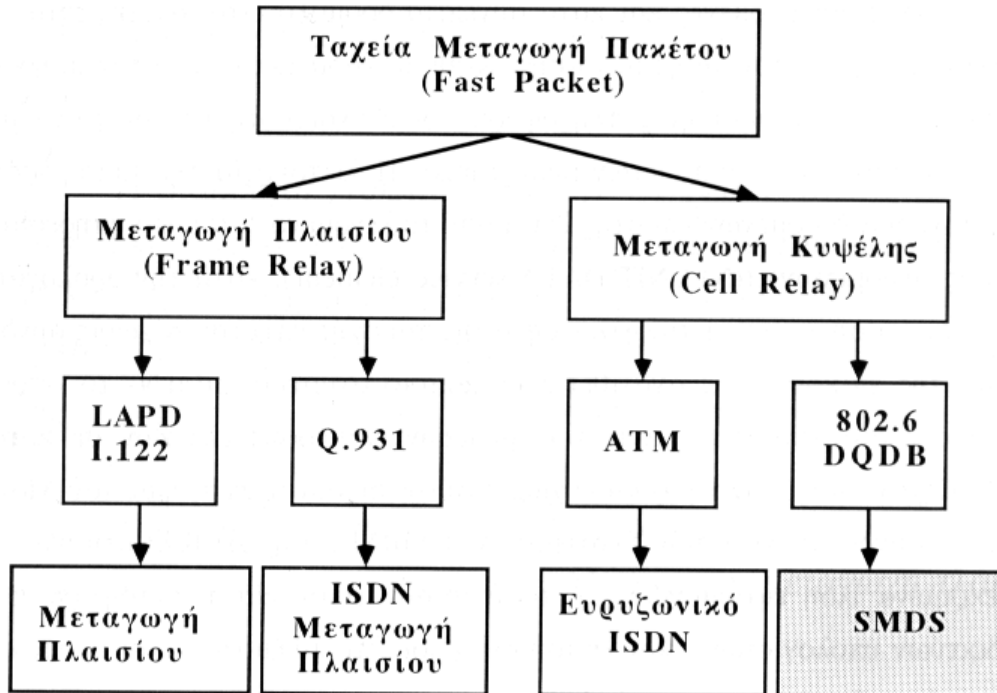 Ταχεία Μεταγωγή Πακέτου
(Fast Packet)
Μεταγωγή Πλαισίου
(Frame Relay)
Μεταγωγή Κυψέλης
(Cell Relay)
LAPD
I.122
Q.931
ATM
802.6
DQDB
Μεταγωγή
Πλαισίου
ISDN
Μεταγωγή
Πλαισίου
Ευρυζωνικό
ISDN
SMDS